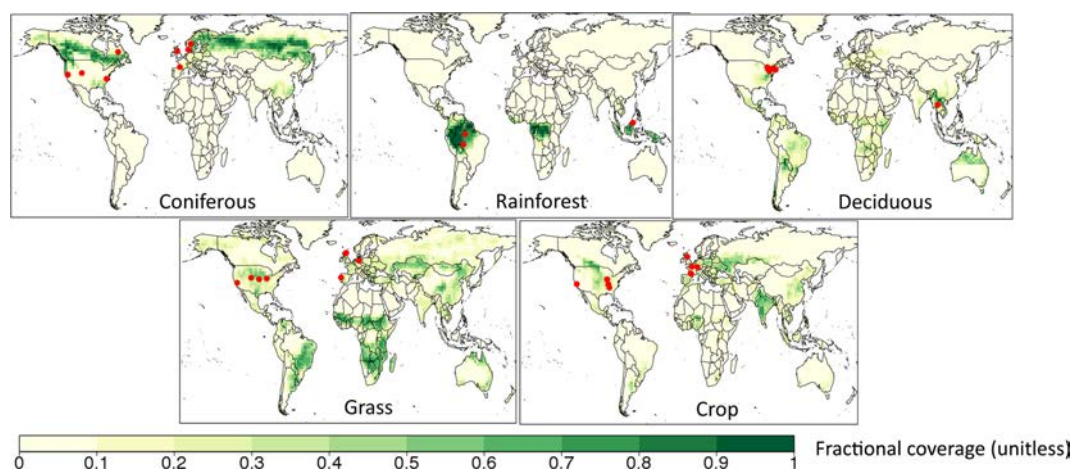 Coniferous
Rainforest
Deciduous
Grass
Crop
0 0.1 0.2 0.3 0.4 0.5 0.6 0.7 0.8 0.9 1
Fractional coverage (unitless)